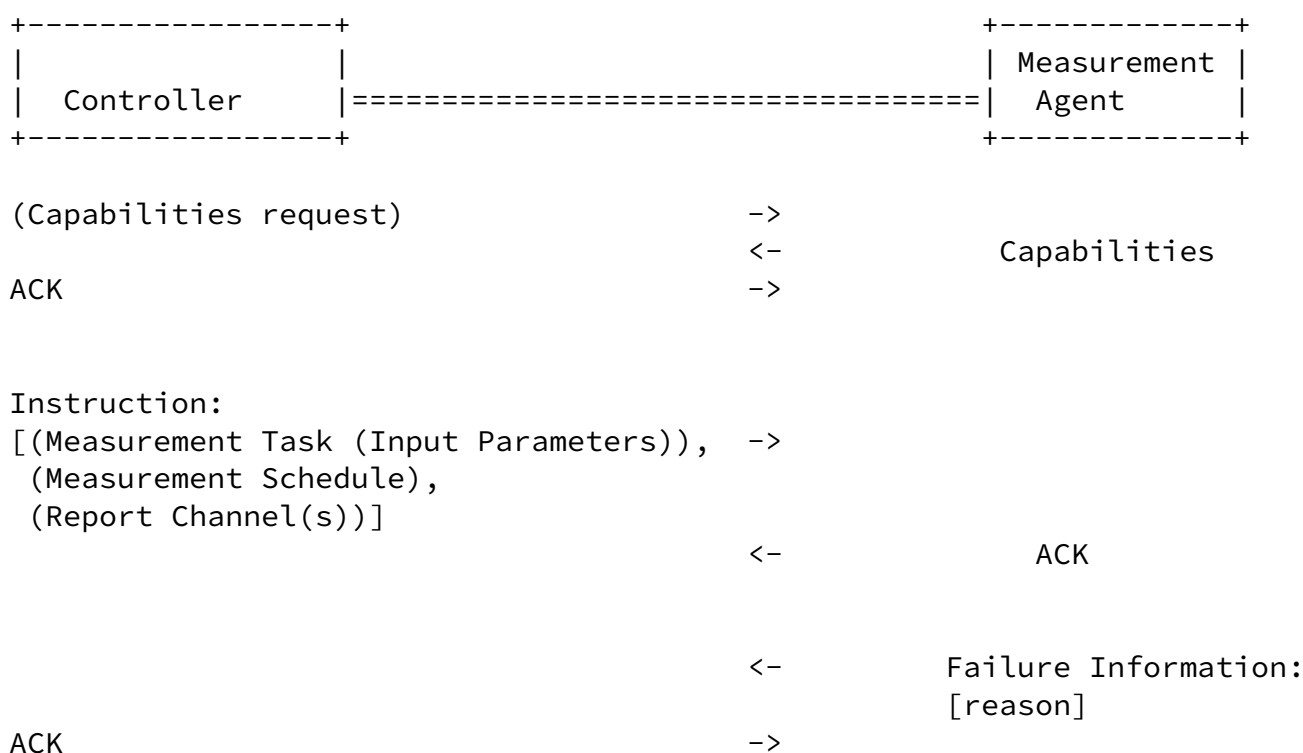 +-----------------+                                   +-------------+
|                 |                                   | Measurement |
|  Controller     |===================================|  Agent      |
+-----------------+                                   +-------------+

(Capabilities request)                   ->
                                         <-            Capabilities
ACK                                      ->

Instruction:
[(Measurement Task (Input Parameters)),  ->
 (Measurement Schedule),
 (Report Channel(s))]
                                         <-              ACK

                                         <-         Failure Information:
                                                    [reason]
ACK                                      ->